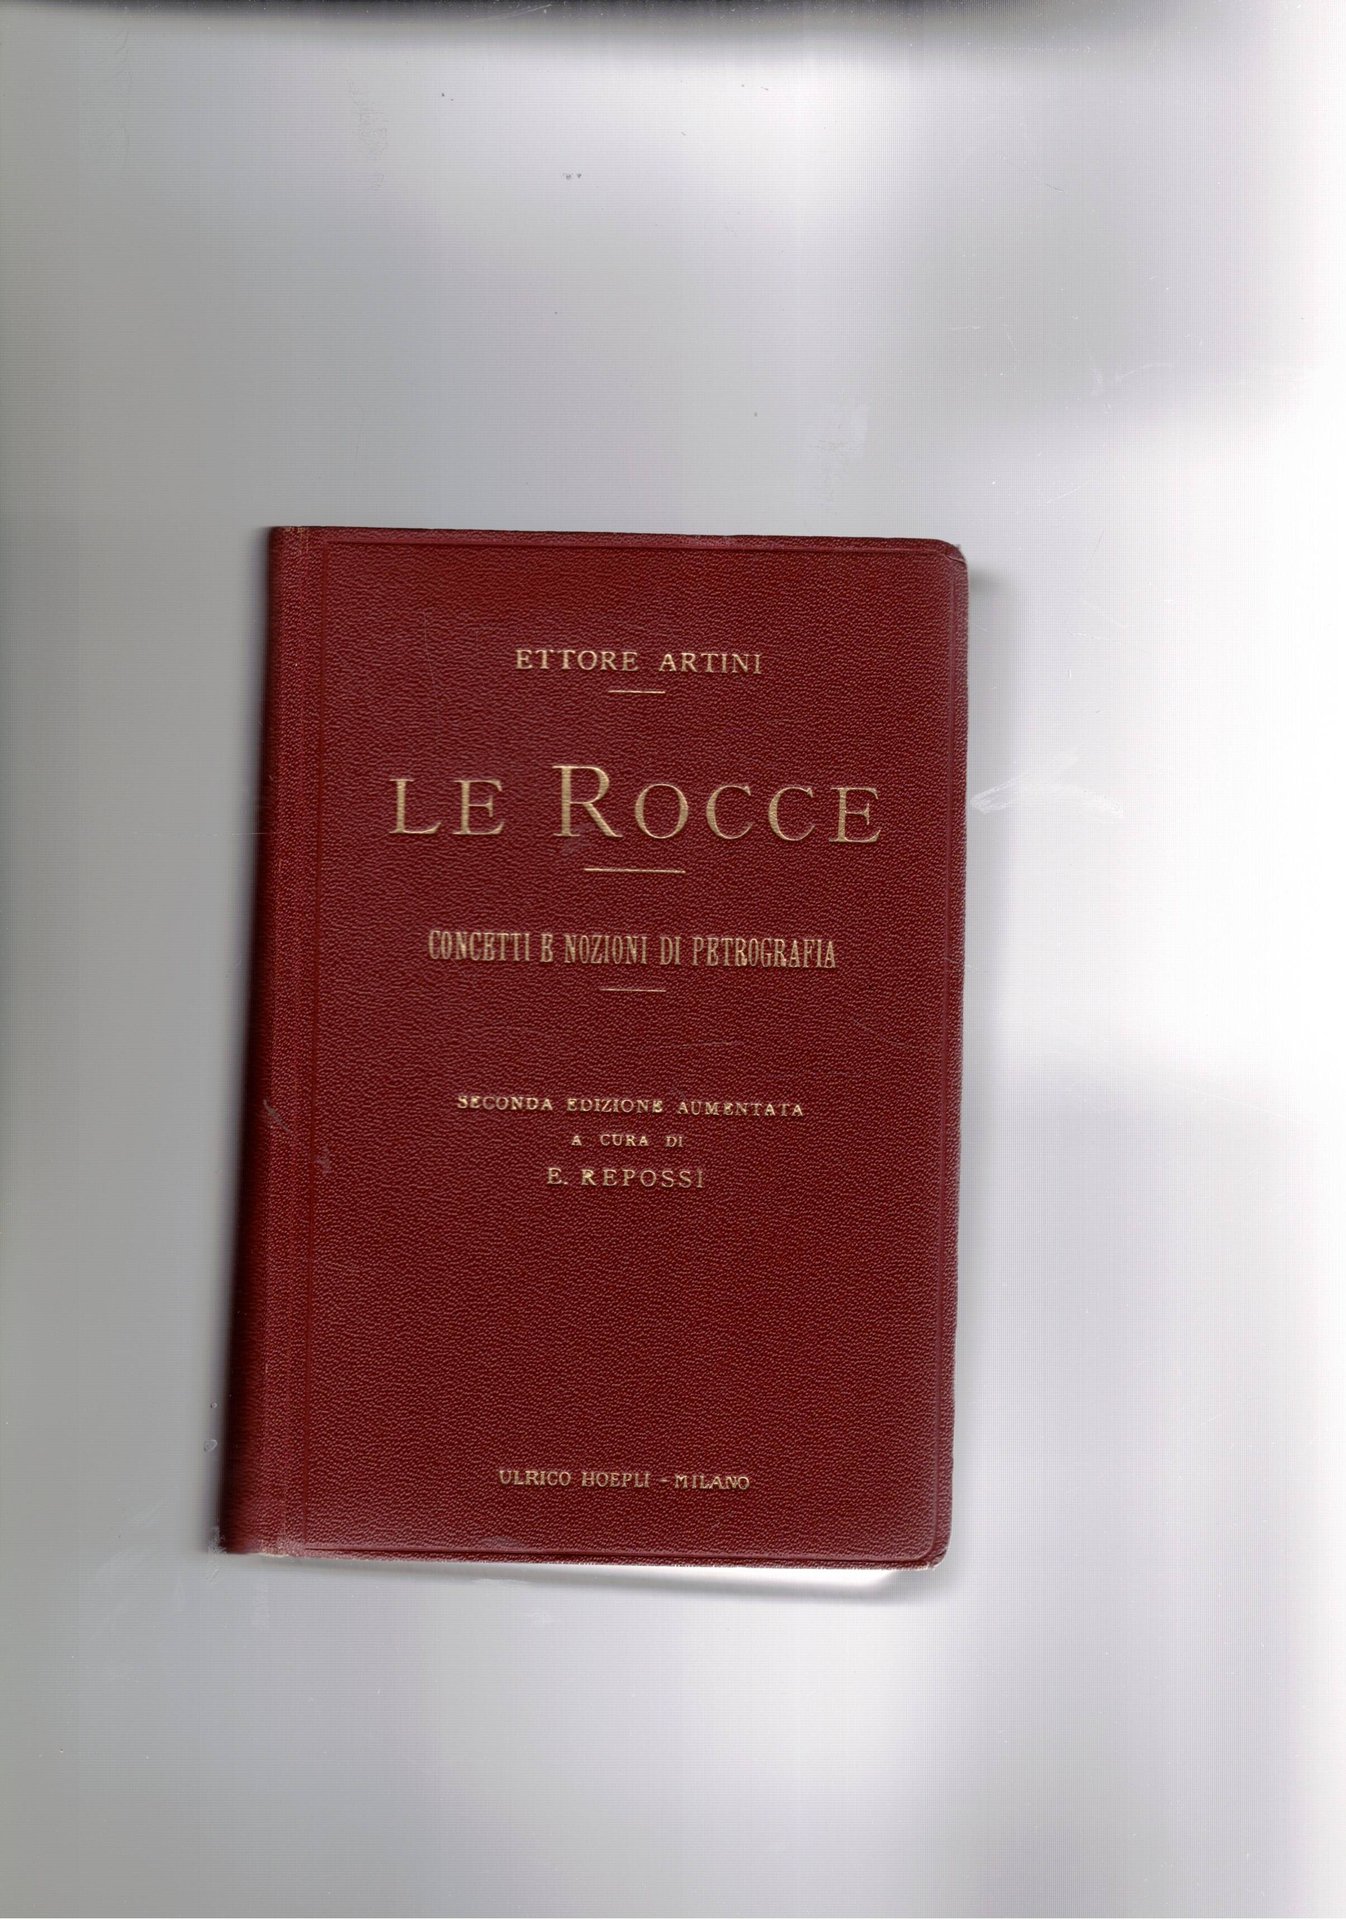 ETTORE ARTINI
LE ROCCE
CONCETTI E NOZIONI DI PETROGRAFIA
SECONDA EDIZIONE AUMENTATA
A CURA DI
E. REPOSSI
ULRICO HOEPLI - MILANO